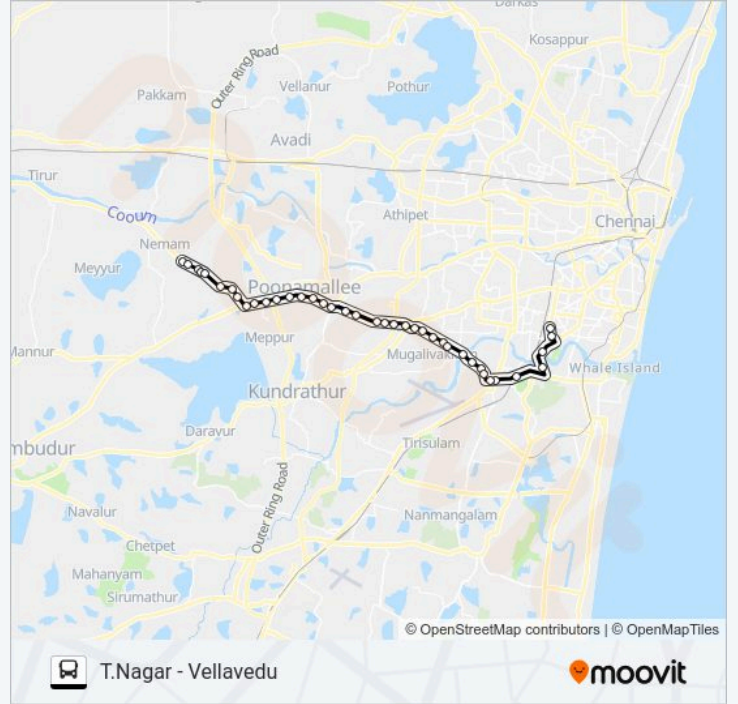 Darkas
Kosappur
Outer Ring Road
Vellanur
Pothur
Pakkam
Avadi
Tirur
Athipet
Cooum
Chennai
Nemam
Meyyur
Poonamallee
Meppur
Mannur
Mugalivakk
Whale Island
Kundrathur
Daravur
mbudur
Tirisulam
Outer Ring Road
Navalur
Nanmangalam
Chetpet
Mahanyam
Sirumathur
© OpenStreetMap contributors | © OpenMapTiles
T.Nagar - Vellavedu
moovit